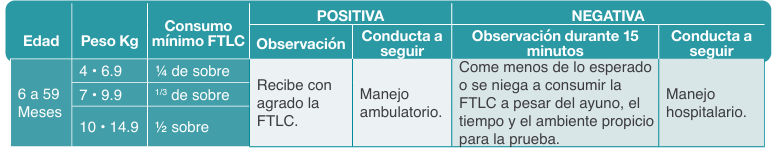 POSITIVA NEGATIVA
Edad Peso Kg Consumo mínimo FTLC Observación Conducta a seguir Observación durante 15 minutos Conducta a seguir
6 a 59 Meses
4 • 6.9 ¼ de sobre
7 • 9.9 1/3 de sobre
10 • 14.9 ½ sobre
Recibe con
agrado la
FTLC.
Manejo
ambulatorio.
Come menos de lo esperado
o se niega a consumir la
FTLC a pesar del ayuno, el
tiempo y el ambiente propicio
para la prueba.
Manejo
hospitalario.